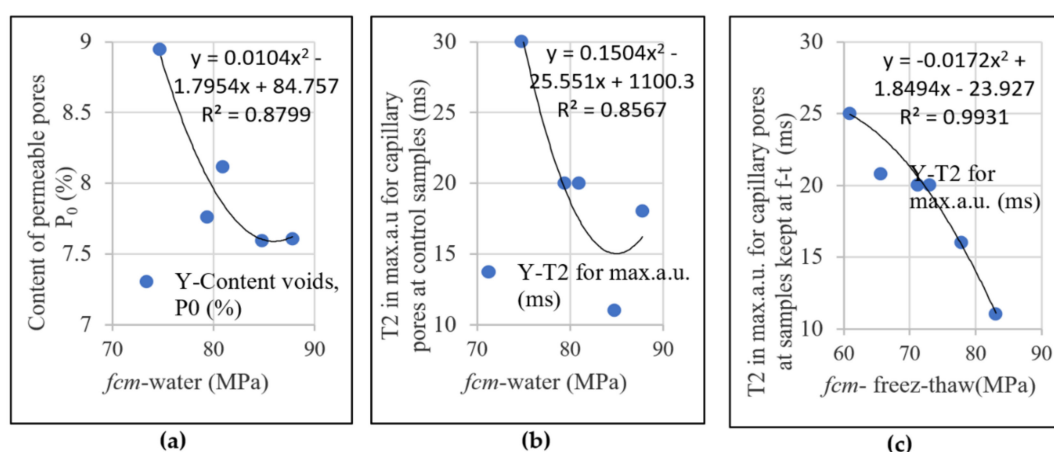 9
8.5
8
7.5
7
70
80
90
Content of permeable pores
P₀ (%)
y = 0.0104x² -
1.7954x + 84.757
R² = 0.8799
Y-Content voids,
P0 (%)
fcm-water (MPa)
(a)
30
25
20
15
10
70
80
90
T2 in max.a.u for capillary
pores at control samples (ms)
y = 0.1504x² -
25.551x + 1100.3
R² = 0.8567
Y-T2 for max.a.u.
(ms)
fcm-water (MPa)
(b)
30
25
20
15
10
60
70
80
90
T2 in max.a.u. for capillary pores
at samples keept at f-t (ms)
y = -0.0172x² +
1.8494x - 23.927
R² = 0.9931
Y-T2 for
max.a.u. (ms)
fcm- freez-thaw(MPa)
(c)